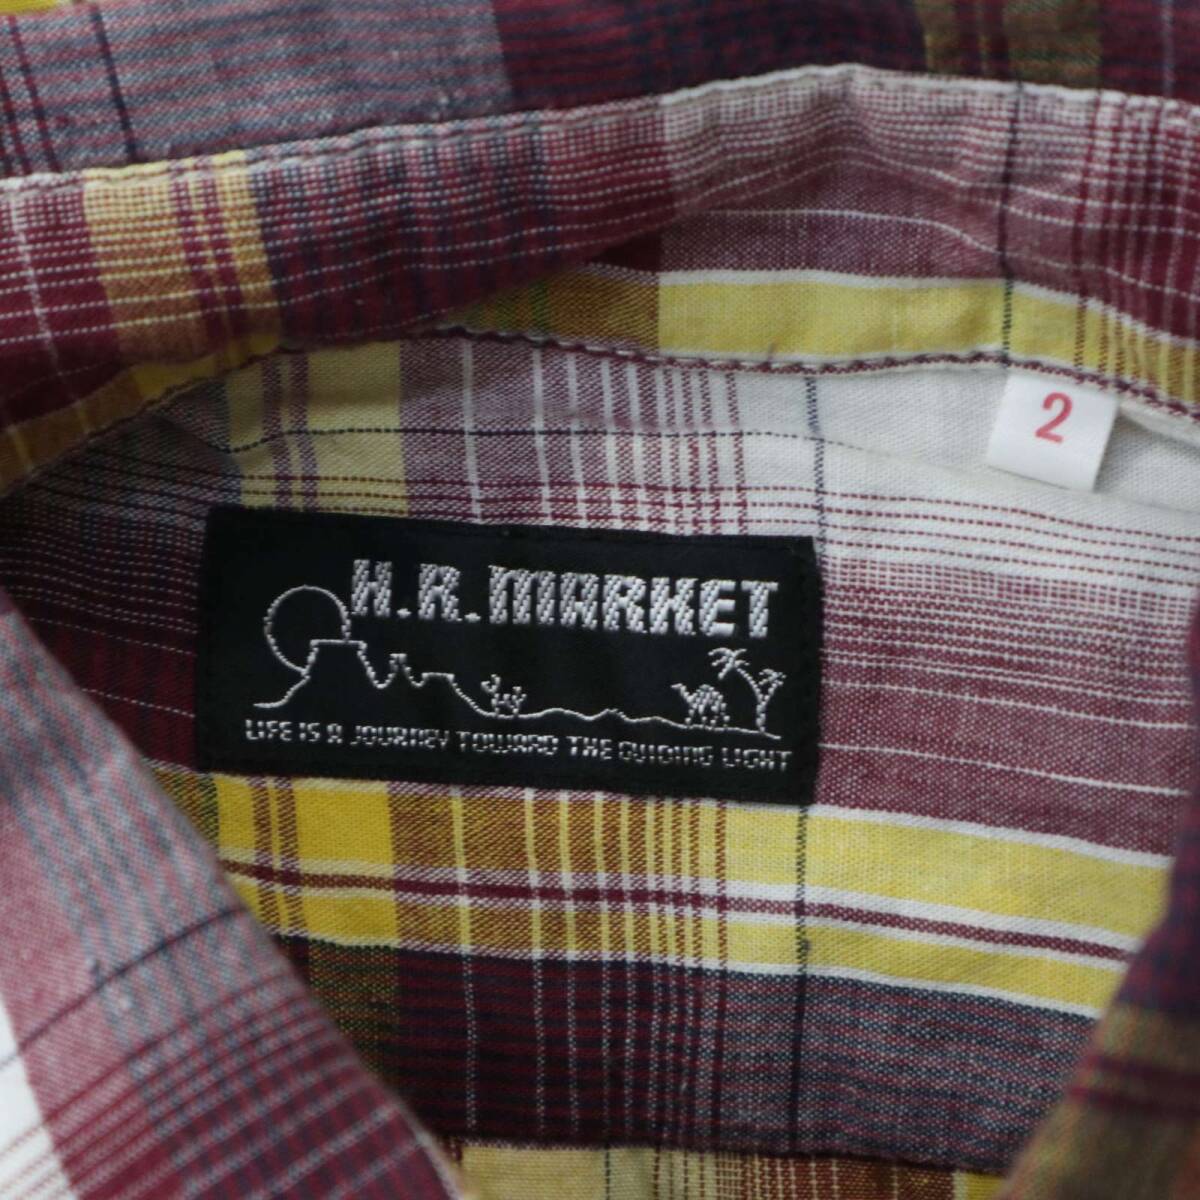 2
H.R.MARKET
LIFE IS A JOURNEY TOWARD THE GUIDING LIGHT